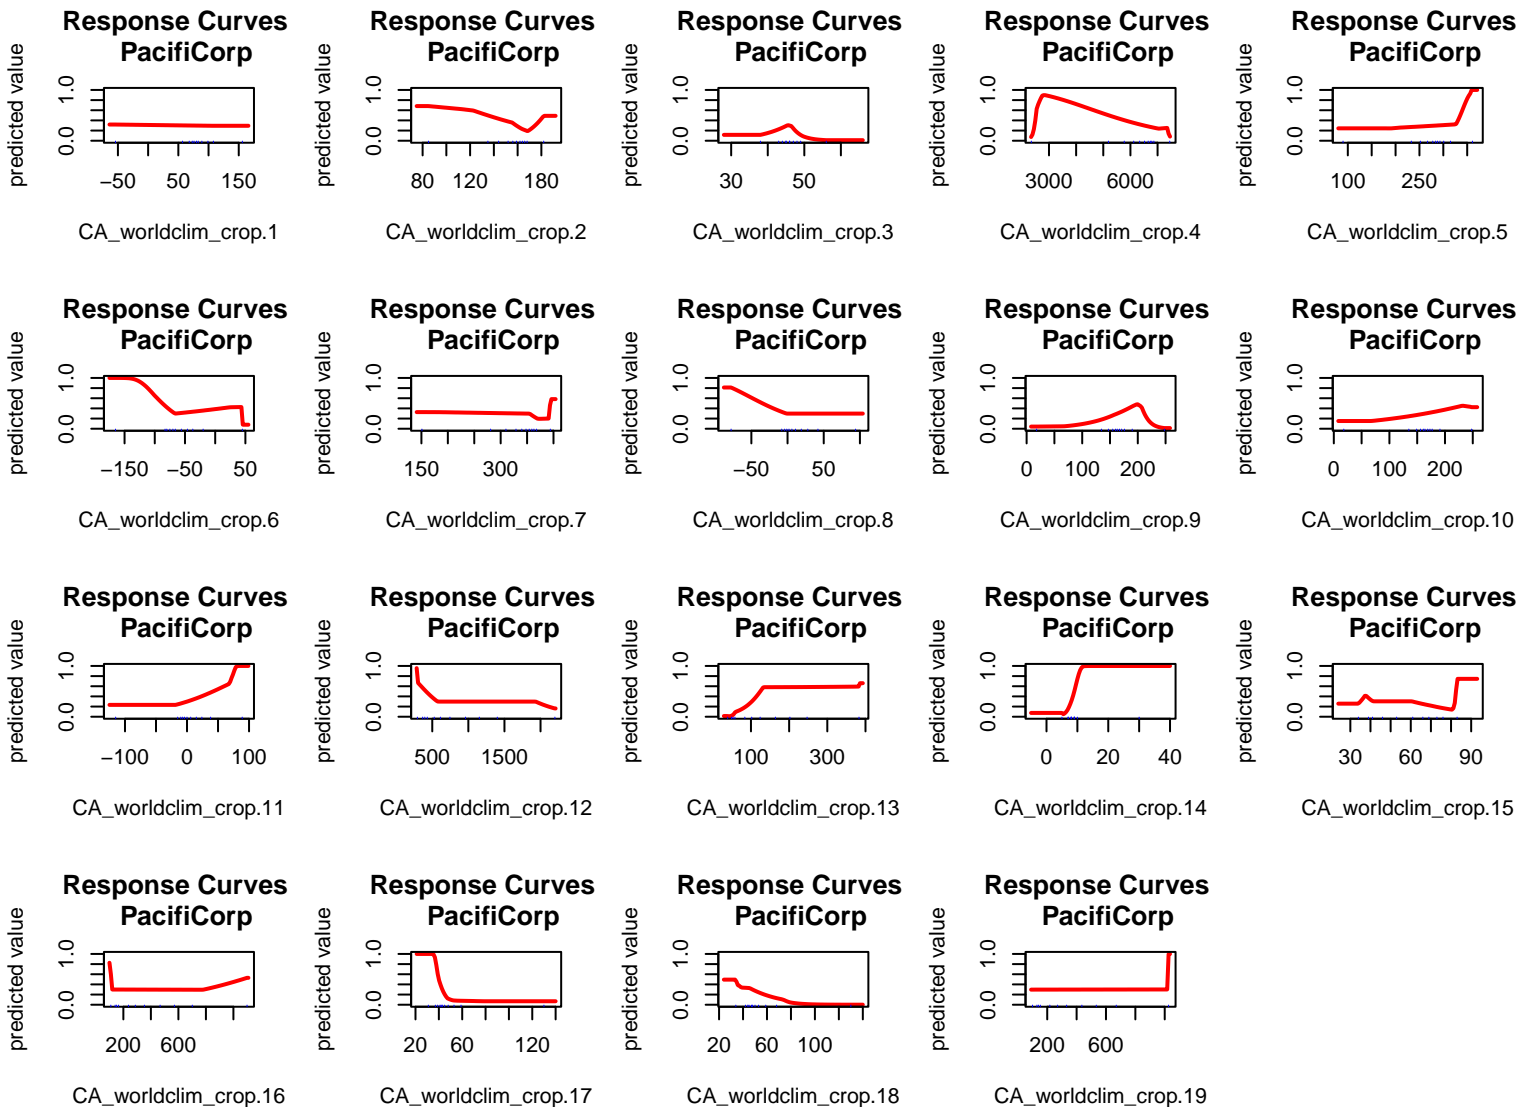 Response Curves
PacifiCorp
predicted value
0.0 1.0
−50 50 150
CA_worldclim_crop.1
Response Curves
PacifiCorp
predicted value
0.0 1.0
80 120 180
CA_worldclim_crop.2
Response Curves
PacifiCorp
predicted value
0.0 1.0
30 50
CA_worldclim_crop.3
Response Curves
PacifiCorp
predicted value
0.0 1.0
3000 6000
CA_worldclim_crop.4
Response Curves
PacifiCorp
predicted value
0.0 1.0
100 250
CA_worldclim_crop.5
Response Curves
PacifiCorp
predicted value
0.0 1.0
−150 −50 50
CA_worldclim_crop.6
Response Curves
PacifiCorp
predicted value
0.0 1.0
150 300
CA_worldclim_crop.7
Response Curves
PacifiCorp
predicted value
0.0 1.0
−50 50
CA_worldclim_crop.8
Response Curves
PacifiCorp
predicted value
0.0 1.0
0 100 200
CA_worldclim_crop.9
Response Curves
PacifiCorp
predicted value
0.0 1.0
0 100 200
CA_worldclim_crop.10
Response Curves
PacifiCorp
predicted value
0.0 1.0
−100 0 100
CA_worldclim_crop.11
Response Curves
PacifiCorp
predicted value
0.0 1.0
500 1500
CA_worldclim_crop.12
Response Curves
PacifiCorp
predicted value
0.0 1.0
100 300
CA_worldclim_crop.13
Response Curves
PacifiCorp
predicted value
0.0 1.0
0 20 40
CA_worldclim_crop.14
Response Curves
PacifiCorp
predicted value
0.0 1.0
30 60 90
CA_worldclim_crop.15
Response Curves
PacifiCorp
predicted value
0.0 1.0
200 600
CA_worldclim_crop.16
Response Curves
PacifiCorp
predicted value
0.0 1.0
20 60 120
CA_worldclim_crop.17
Response Curves
PacifiCorp
predicted value
0.0 1.0
20 60 100
CA_worldclim_crop.18
Response Curves
PacifiCorp
predicted value
0.0 1.0
200 600
CA_worldclim_crop.19